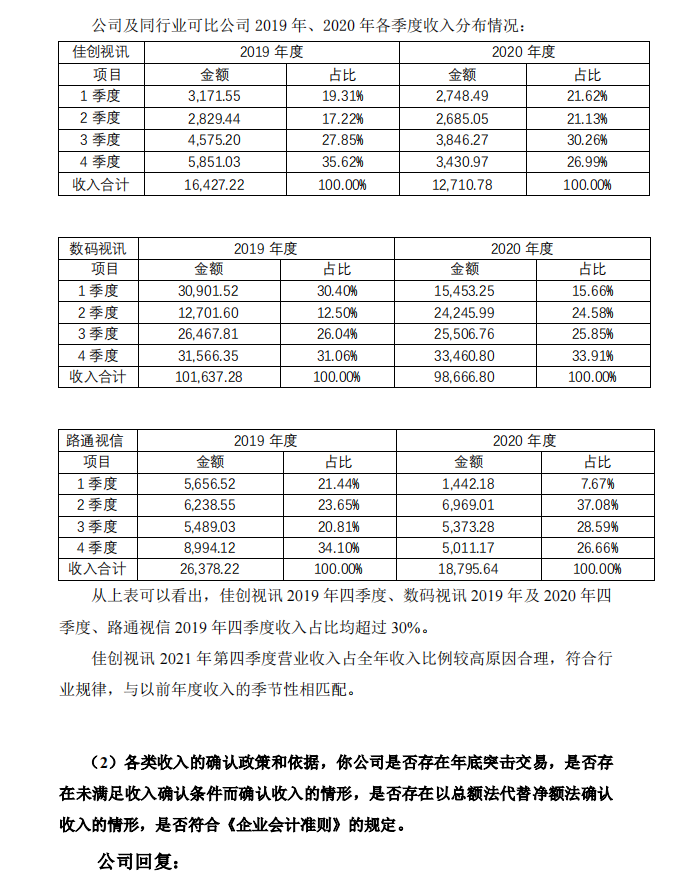 公司及同行业可比公司 2019 年、2020 年各季度收入分布情况：
佳创视讯 2019 年度 2020 年度
项目 金额 占比 金额 占比
1 季度 3,171.55 19.31% 2,748.49 21.62%
2 季度 2,829.44 17.22% 2,685.05 21.13%
3 季度 4,575.20 27.85% 3,846.27 30.26%
4 季度 5,851.03 35.62% 3,430.97 26.99%
收入合计 16,427.22 100.00% 12,710.78 100.00%
数码视讯 2019 年度 2020 年度
项目 金额 占比 金额 占比
1 季度 30,901.52 30.40% 15,453.25 15.66%
2 季度 12,701.60 12.50% 24,245.99 24.58%
3 季度 26,467.81 26.04% 25,506.76 25.85%
4 季度 31,566.35 31.06% 33,460.80 33.91%
收入合计 101,637.28 100.00% 98,666.80 100.00%
路通视信 2019 年度 2020 年度
项目 金额 占比 金额 占比
1 季度 5,656.52 21.44% 1,442.18 7.67%
2 季度 6,238.55 23.65% 6,969.01 37.08%
3 季度 5,489.03 20.81% 5,373.28 28.59%
4 季度 8,994.12 34.10% 5,011.17 26.66%
收入合计 26,378.22 100.00% 18,795.64 100.00%
从上表可以看出，佳创视讯 2019 年四季度、数码视讯 2019 年及 2020 年四
季度、路通视信 2019 年四季度收入占比均超过 30%。
佳创视讯 2021 年第四季度营业收入占全年收入比例较高原因合理，符合行
业规律，与以前年度收入的季节性相匹配。
（2）各类收入的确认政策和依据，你公司是否存在年底突击交易，是否存
在未满足收入确认条件而确认收入的情形，是否存在以总额法代替净额法确认
收入的情形，是否符合《企业会计准则》的规定。
公司回复：